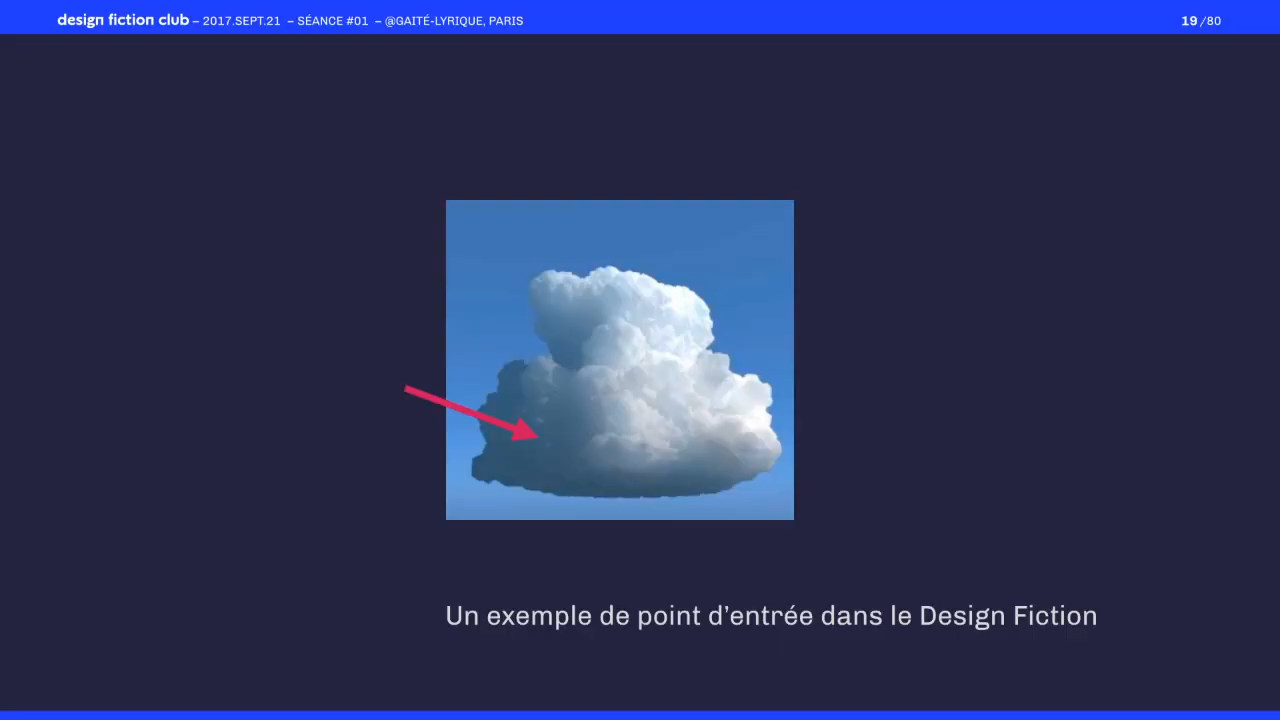 design fiction club – 2017.SEPT.21 – SÉANCE #01 – @GAITÉ-LYRIQUE, PARIS
19/80
Un exemple de point d’entrée dans le Design Fiction